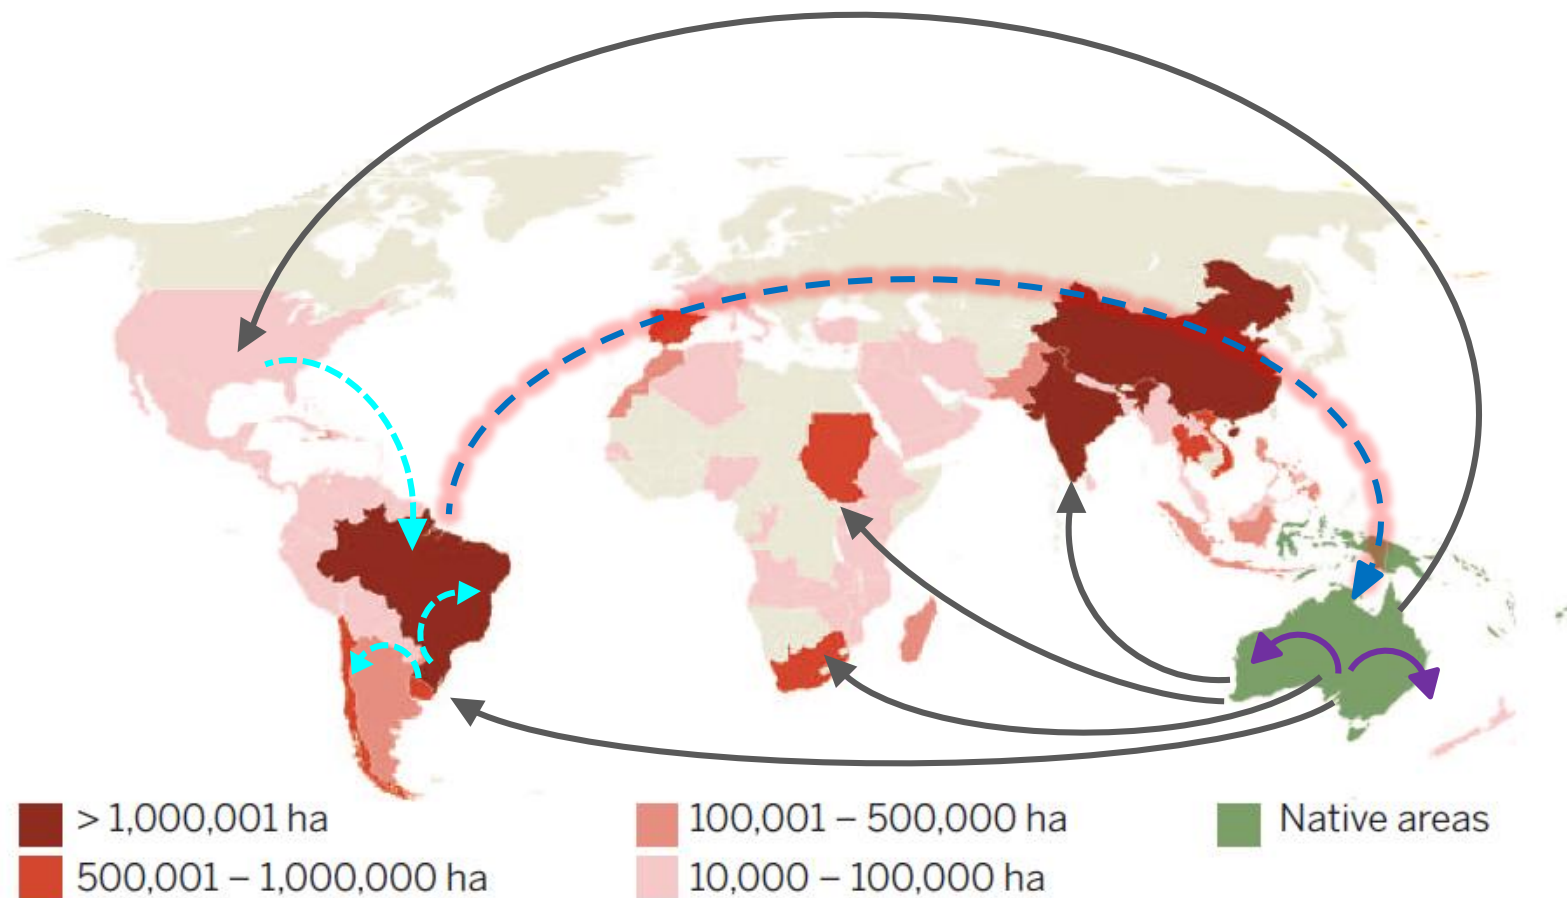 > 1,000,001 ha
500,001 – 1,000,000 ha
100,001 – 500,000 ha
10,000 – 100,000 ha
Native areas